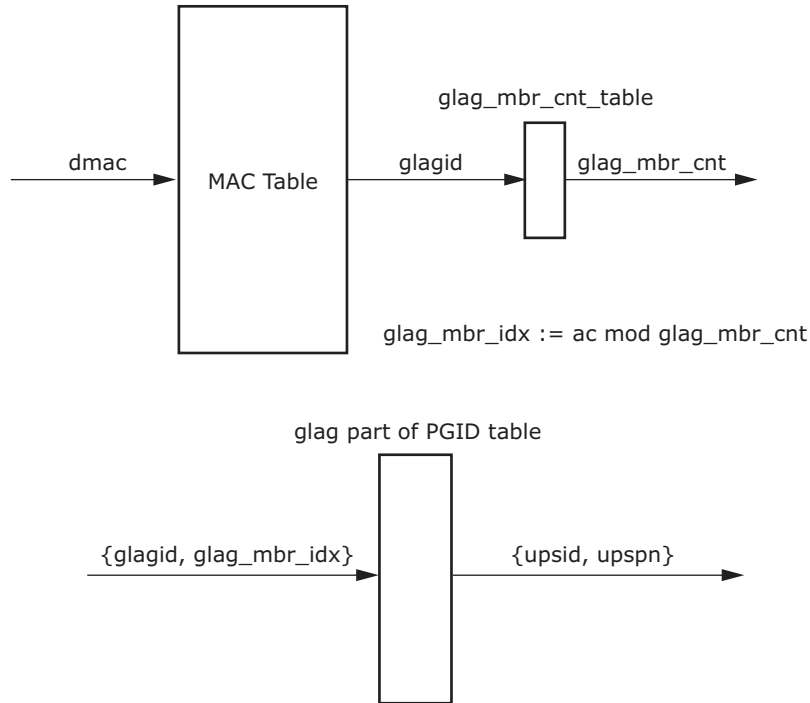 glag_mbr_cnt_table
dmac
MAC Table
glagid
glag_mbr_cnt
glag_mbr_idx := ac mod glag_mbr_cnt
glag part of PGID table
{glagid, glag_mbr_idx}
{upsid, upspn}